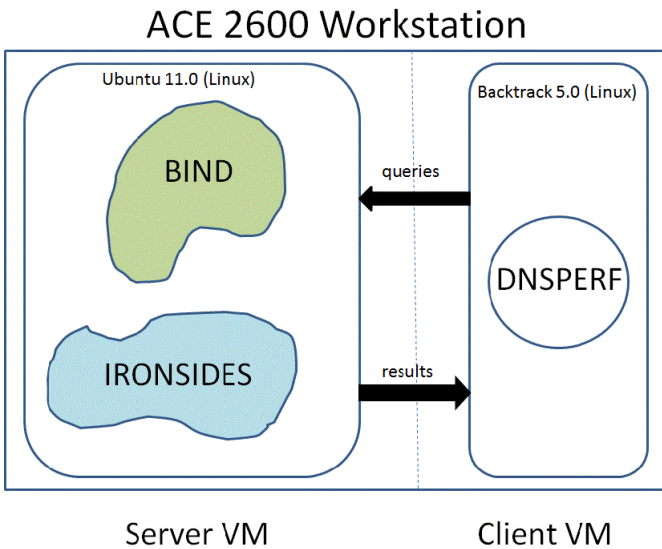 ACE 2600 Workstation
Ubuntu 11.0 (Linux)
Backtrack 5.0 (Linux)
BIND
queries
DNSPERF
IRONSIDES
results
Server VM
Client VM